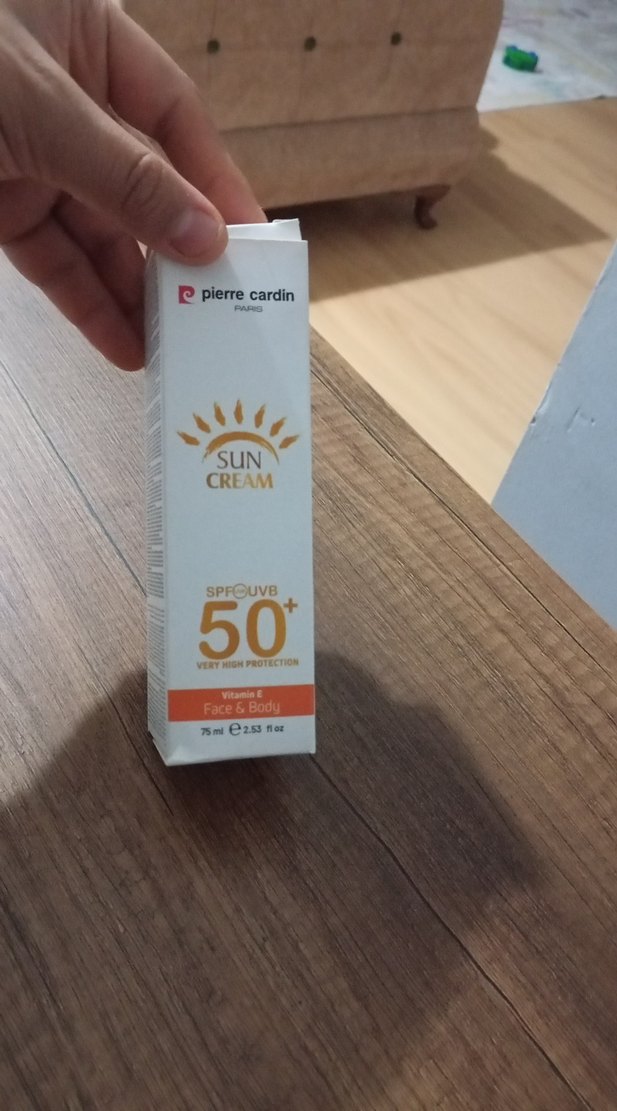 pierre cardin
PARIS
SUN
CREAM
SPF UVA UVB
50+
VERY HIGH PROTECTION
Vitamin E
Face & Body
75 ml e 2.53 fl oz